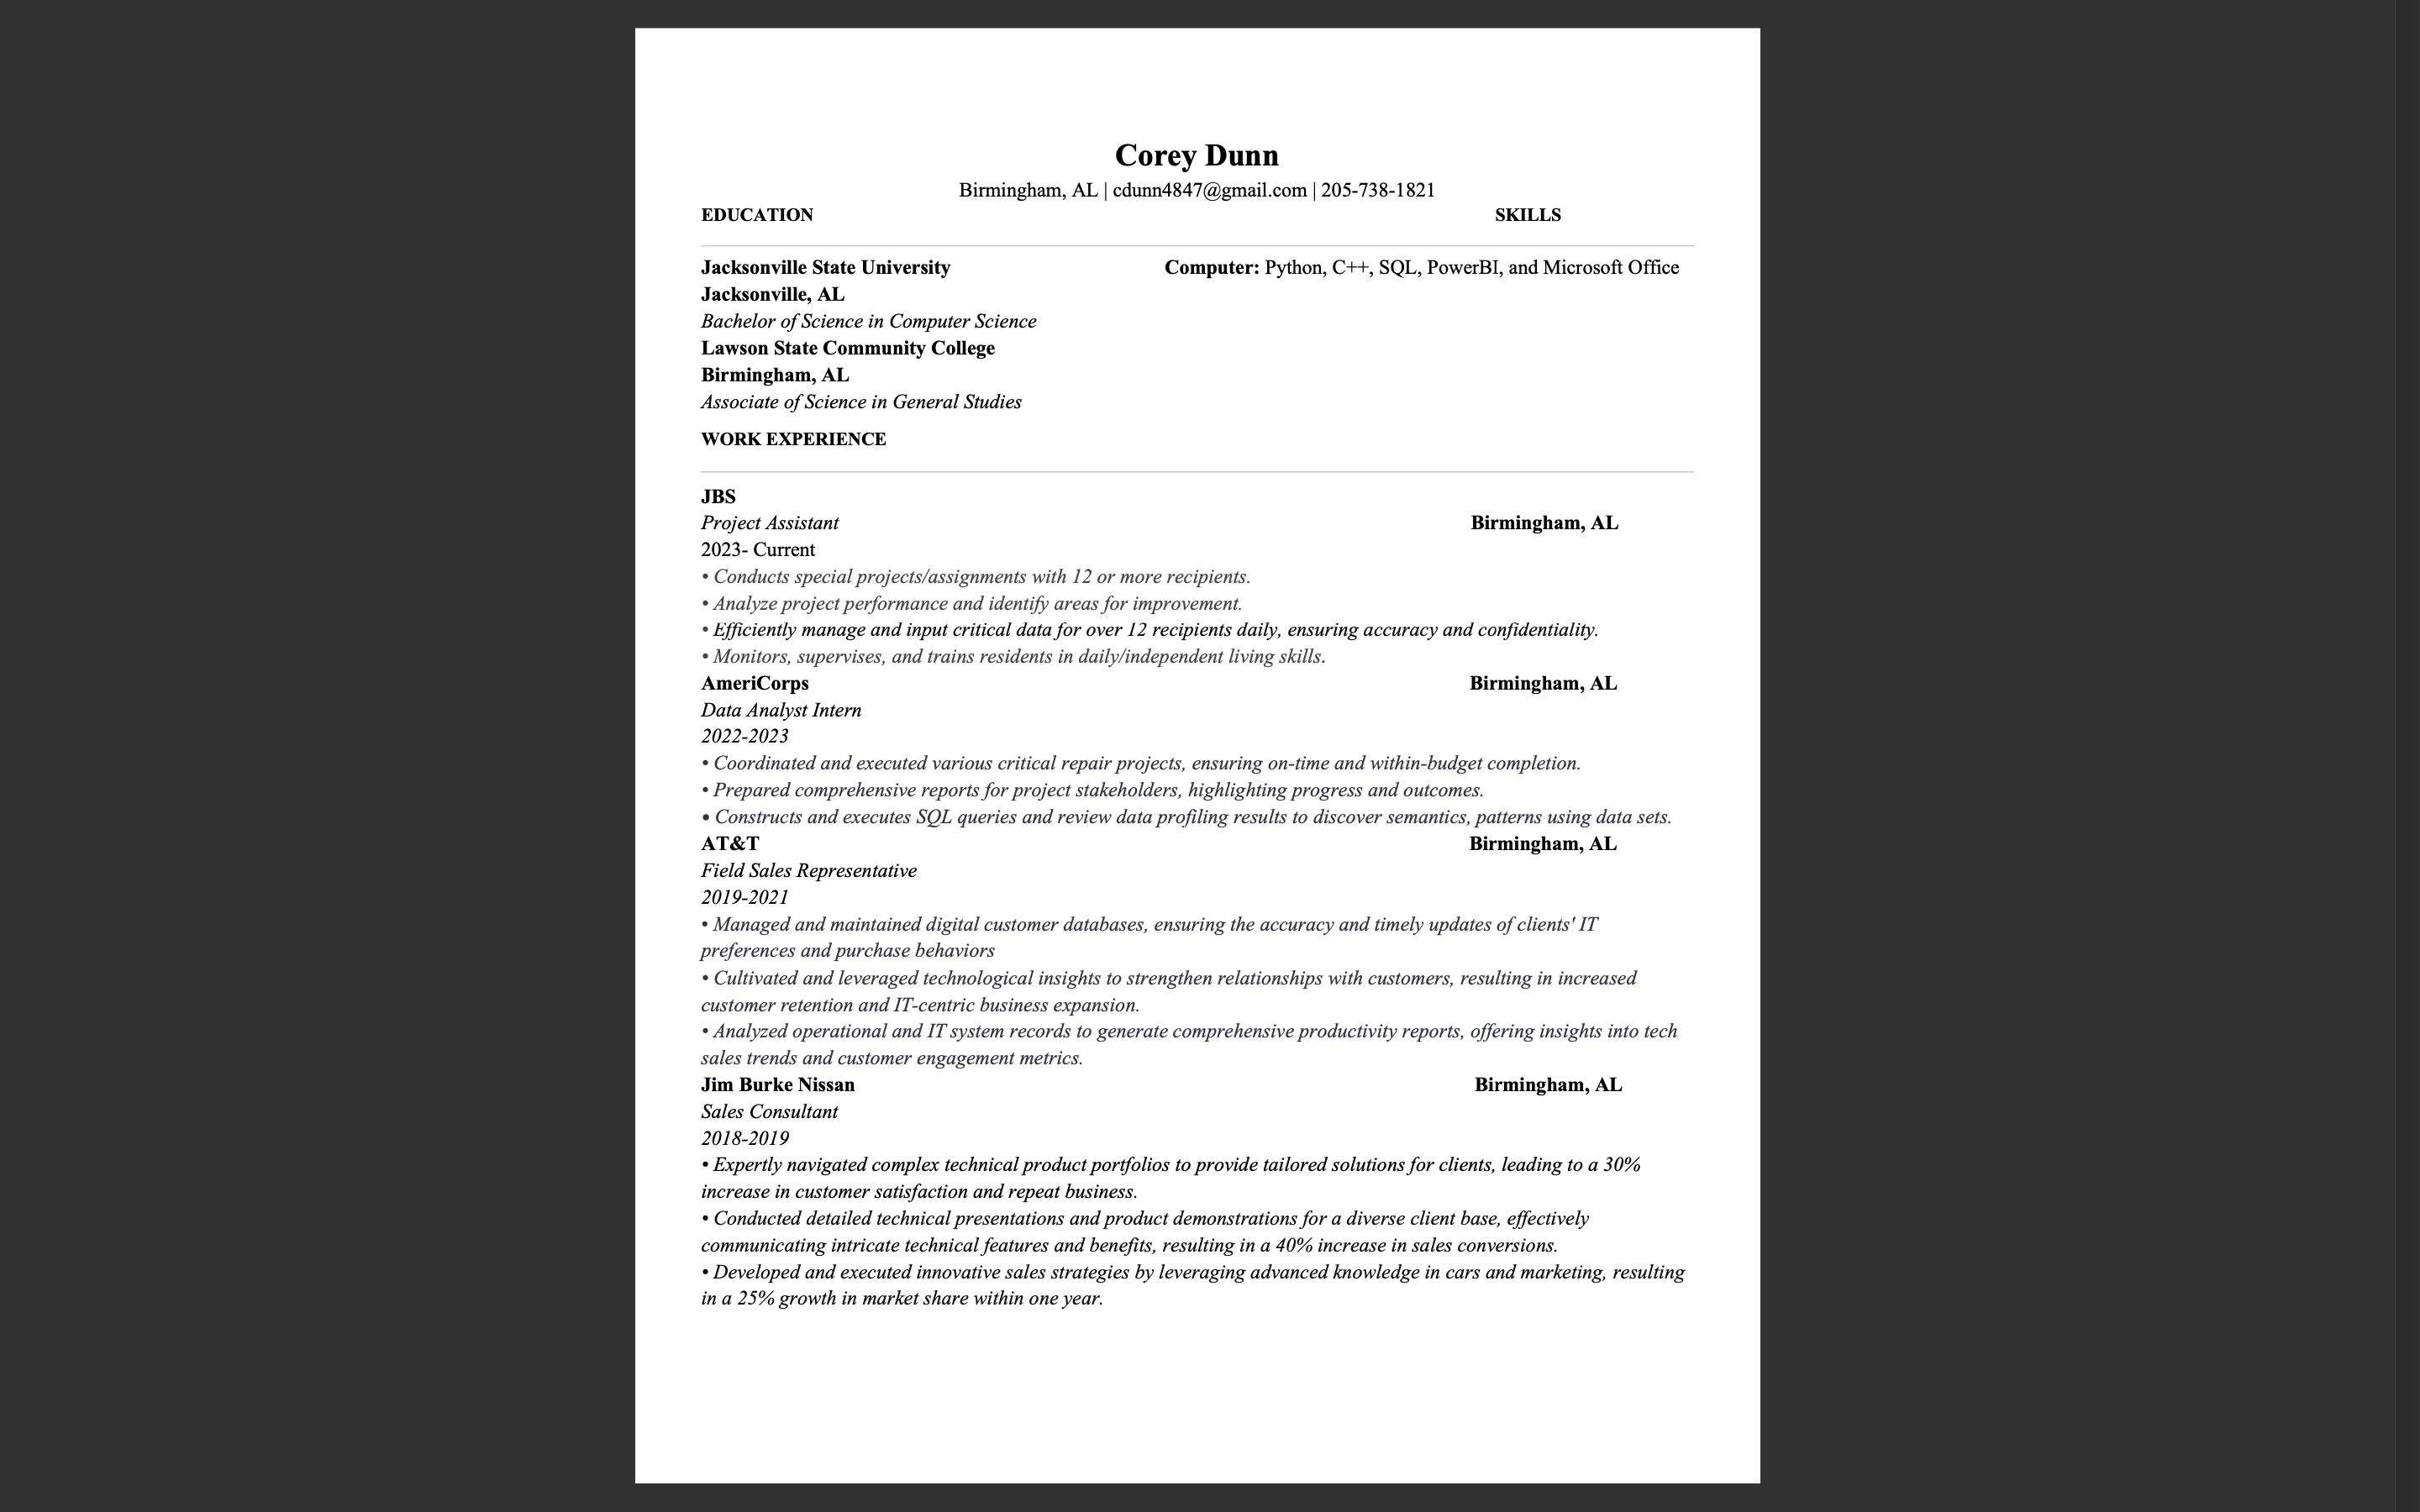 Corey Dunn
Birmingham, AL | cdunn4847@gmail.com | 205-738-1821
EDUCATION SKILLS
Jacksonville State University Computer: Python, C++, SQL, PowerBI, and Microsoft Office
Jacksonville, AL
Bachelor of Science in Computer Science
Lawson State Community College
Birmingham, AL
Associate of Science in General Studies
WORK EXPERIENCE
JBS
Project Assistant Birmingham, AL
2023- Current
• Conducts special projects/assignments with 12 or more recipients.
• Analyze project performance and identify areas for improvement.
• Efficiently manage and input critical data for over 12 recipients daily, ensuring accuracy and confidentiality.
• Monitors, supervises, and trains residents in daily/independent living skills.
AmeriCorps Birmingham, AL
Data Analyst Intern
2022-2023
• Coordinated and executed various critical repair projects, ensuring on-time and within-budget completion.
• Prepared comprehensive reports for project stakeholders, highlighting progress and outcomes.
• Constructs and executes SQL queries and review data profiling results to discover semantics, patterns using data sets.
AT&T Birmingham, AL
Field Sales Representative
2019-2021
• Managed and maintained digital customer databases, ensuring the accuracy and timely updates of clients' IT
preferences and purchase behaviors
• Cultivated and leveraged technological insights to strengthen relationships with customers, resulting in increased
customer retention and IT-centric business expansion.
• Analyzed operational and IT system records to generate comprehensive productivity reports, offering insights into tech
sales trends and customer engagement metrics.
Jim Burke Nissan Birmingham, AL
Sales Consultant
2018-2019
• Expertly navigated complex technical product portfolios to provide tailored solutions for clients, leading to a 30%
increase in customer satisfaction and repeat business.
• Conducted detailed technical presentations and product demonstrations for a diverse client base, effectively
communicating intricate technical features and benefits, resulting in a 40% increase in sales conversions.
• Developed and executed innovative sales strategies by leveraging advanced knowledge in cars and marketing, resulting
in a 25% growth in market share within one year.